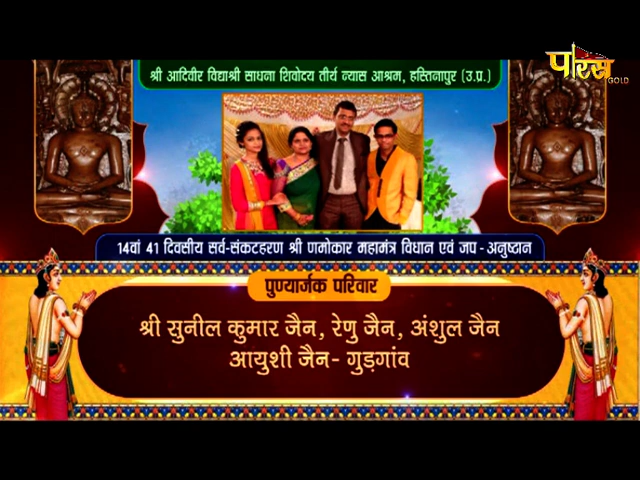 श्री आदिवीर विद्याश्री साधना शिवोदय तीर्थ न्यास आश्रम, हस्तिनापुर (उ.प्र.)
पारस
GOLD
14वां 41 दिवसीय सर्व-संकटहरण श्री णमोकार महामंत्र विधान एवं जप - अनुष्ठान
पुण्यार्जक परिवार
श्री सुनील कुमार जैन, रेणु जैन, अंशुल जैन
आयुशी जैन- गुड़गांव